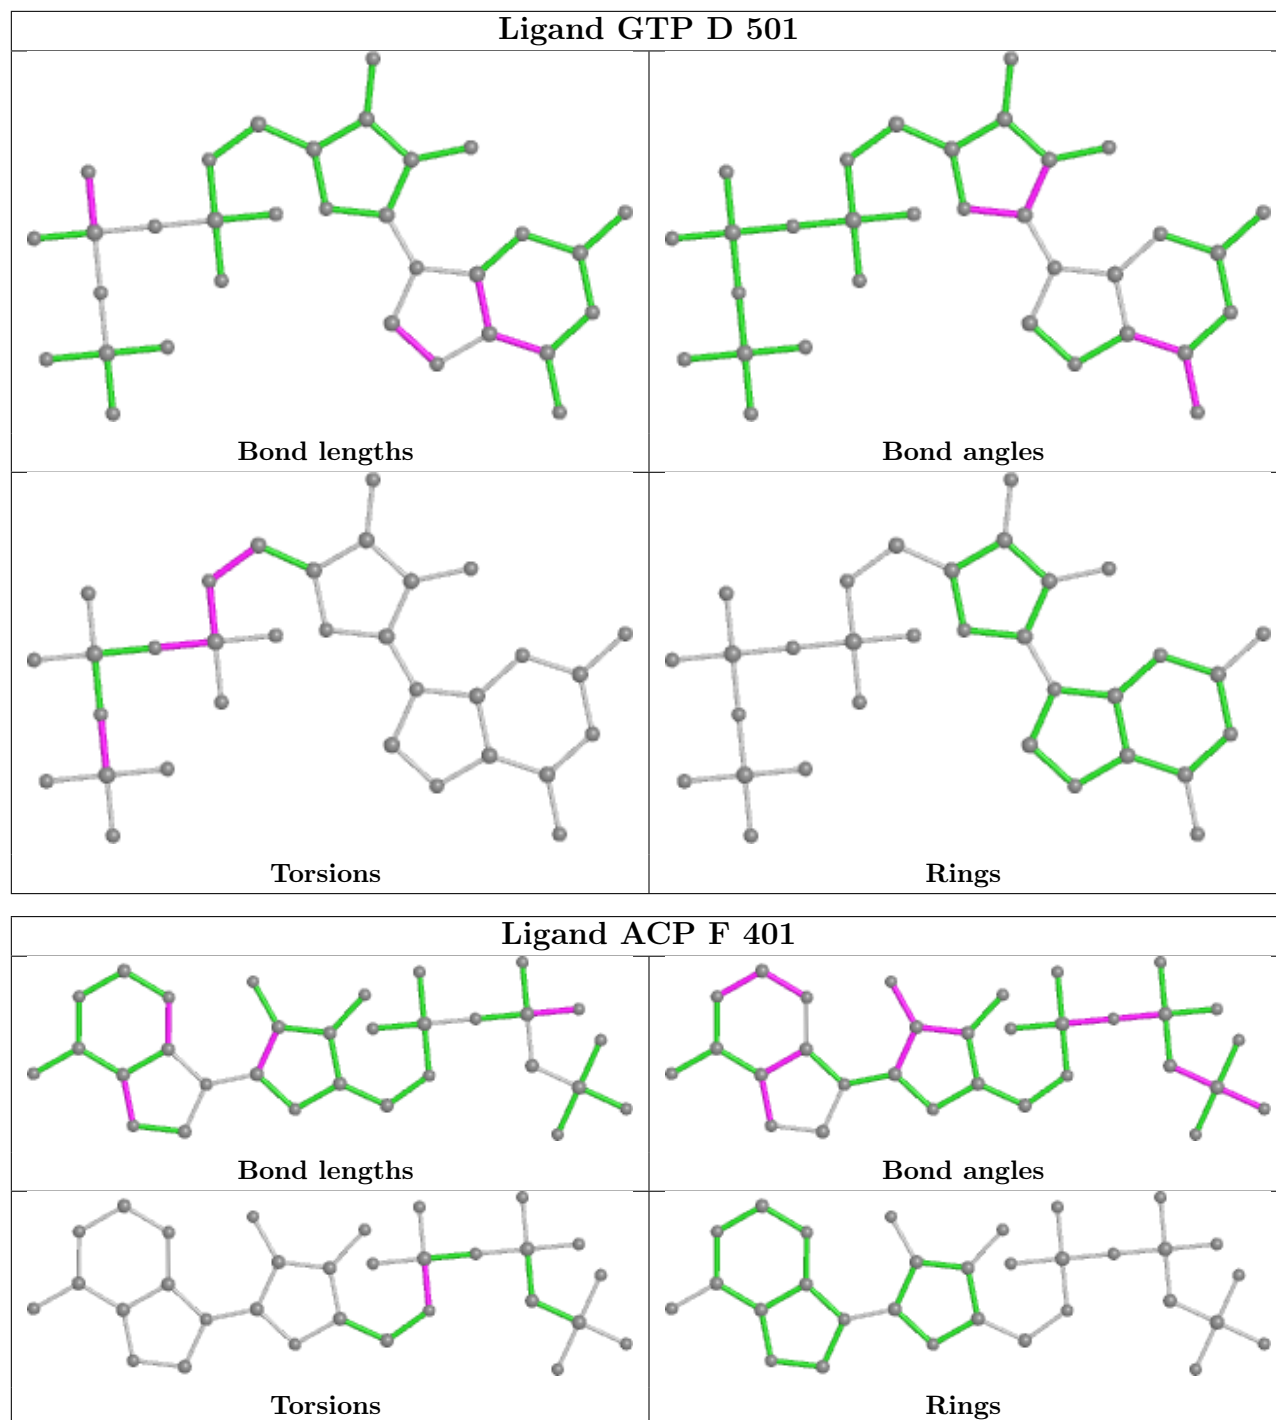 Ligand GTP D 501
Bond lengths
Bond angles
Torsions
Rings
Ligand ACP F 401
Bond lengths
Bond angles
Torsions
Rings